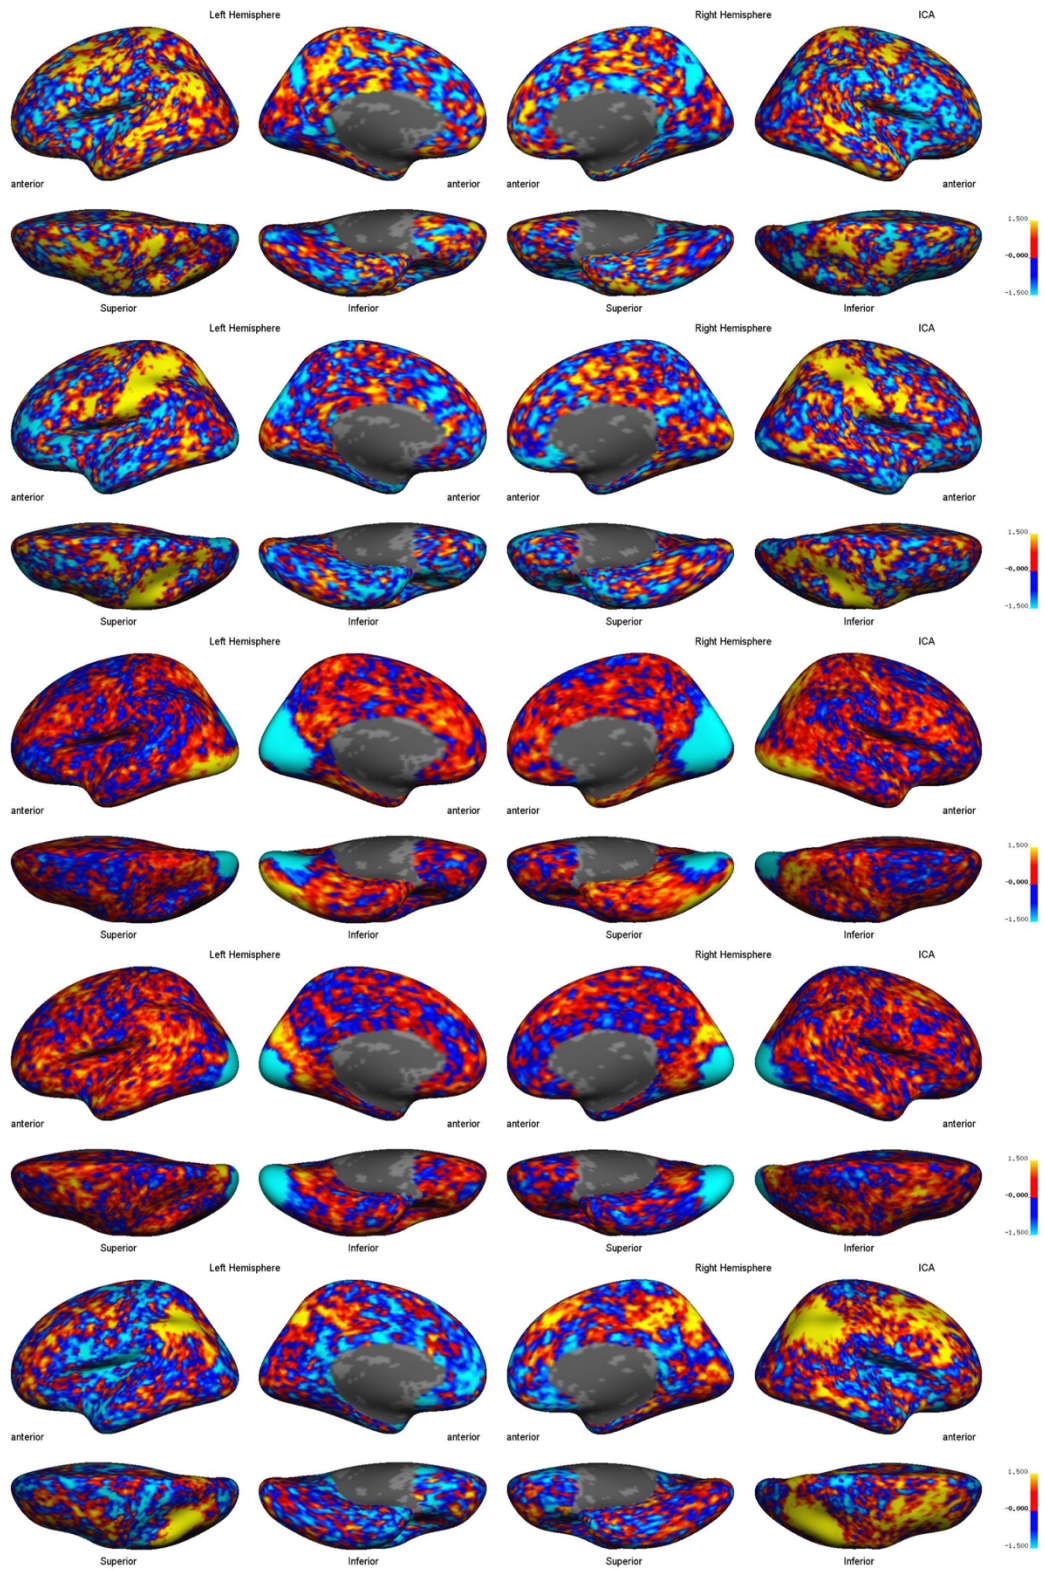 Left Hemisphere Right Hemisphere ICA
anterior anterior anterior anterior
1.500
-0.000
-1.500
Superior Inferior Superior Inferior
Left Hemisphere Right Hemisphere ICA
anterior anterior anterior anterior
1.500
-0.000
-1.500
Superior Inferior Superior Inferior
Left Hemisphere Right Hemisphere ICA
anterior anterior anterior anterior
1.500
-0.000
-1.500
Superior Inferior Superior Inferior
Left Hemisphere Right Hemisphere ICA
anterior anterior anterior anterior
1.500
-0.000
-1.500
Superior Inferior Superior Inferior
Left Hemisphere Right Hemisphere ICA
anterior anterior anterior anterior
1.500
-0.000
-1.500
Superior Inferior Superior Inferior